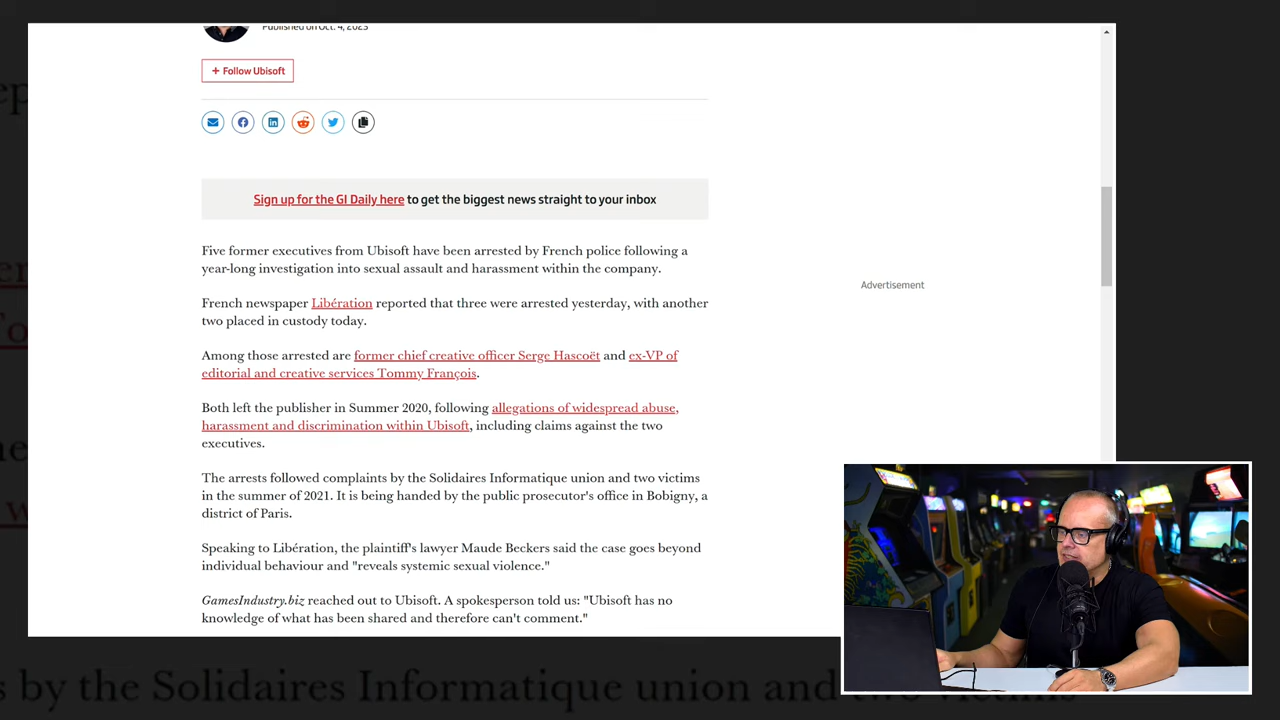 Published on Oct. 4, 2023
+ Follow Ubisoft
Sign up for the GI Daily here to get the biggest news straight to your inbox
Five former executives from Ubisoft have been arrested by French police following a
year-long investigation into sexual assault and harassment within the company.
French newspaper Libération reported that three were arrested yesterday, with another
two placed in custody today.
Among those arrested are former chief creative officer Serge Hascoët and ex-VP of
editorial and creative services Tommy François.
Both left the publisher in Summer 2020, following allegations of widespread abuse,
harassment and discrimination within Ubisoft, including claims against the two
executives.
The arrests followed complaints by the Solidaires Informatique union and two victims
in the summer of 2021. It is being handed by the public prosecutor's office in Bobigny, a
district of Paris.
Speaking to Libération, the plaintiff's lawyer Maude Beckers said the case goes beyond
individual behaviour and "reveals systemic sexual violence."
GamesIndustry.biz reached out to Ubisoft. A spokesperson told us: "Ubisoft has no
knowledge of what has been shared and therefore can't comment."
Advertisement
s by the Solidaires Informatique union and two victims